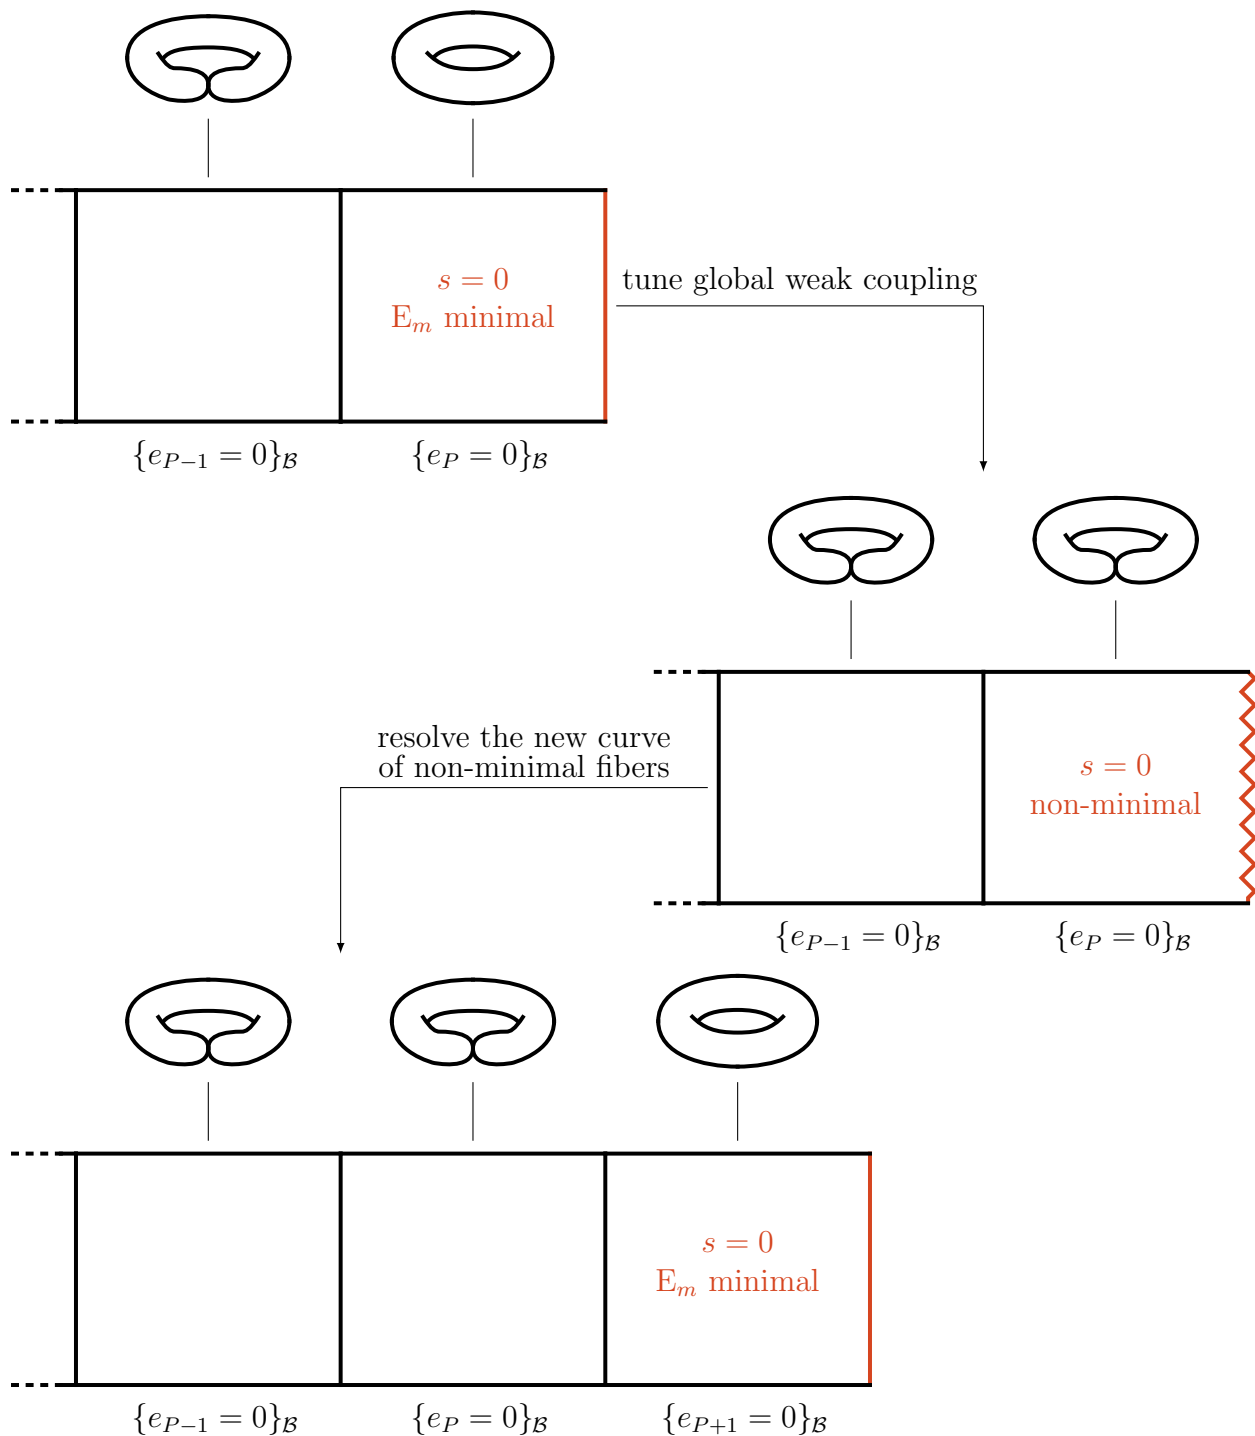 s = 0
E_m minimal
tune global weak coupling
{e_{P−1} = 0}_ℬ {e_P = 0}_ℬ
resolve the new curve
of non-minimal fibers
s = 0
non-minimal
{e_{P−1} = 0}_ℬ {e_P = 0}_ℬ
s = 0
E_m minimal
{e_{P−1} = 0}_ℬ {e_P = 0}_ℬ {e_{P+1} = 0}_ℬ